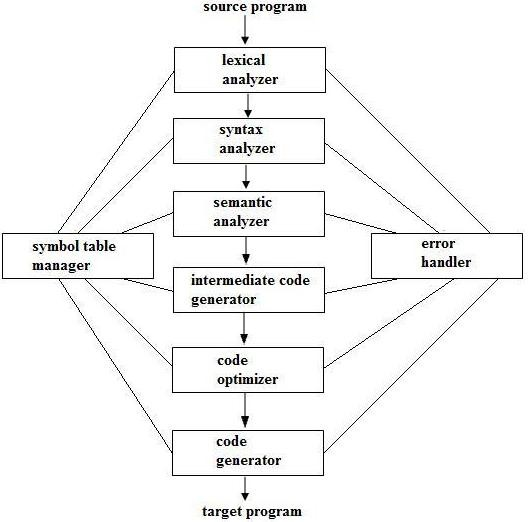 source program
lexical
analyzer
syntax
analyzer
semantic
analyzer
symbol table
manager
error
handler
intermediate code
generator
code
optimizer
code
generator
target program